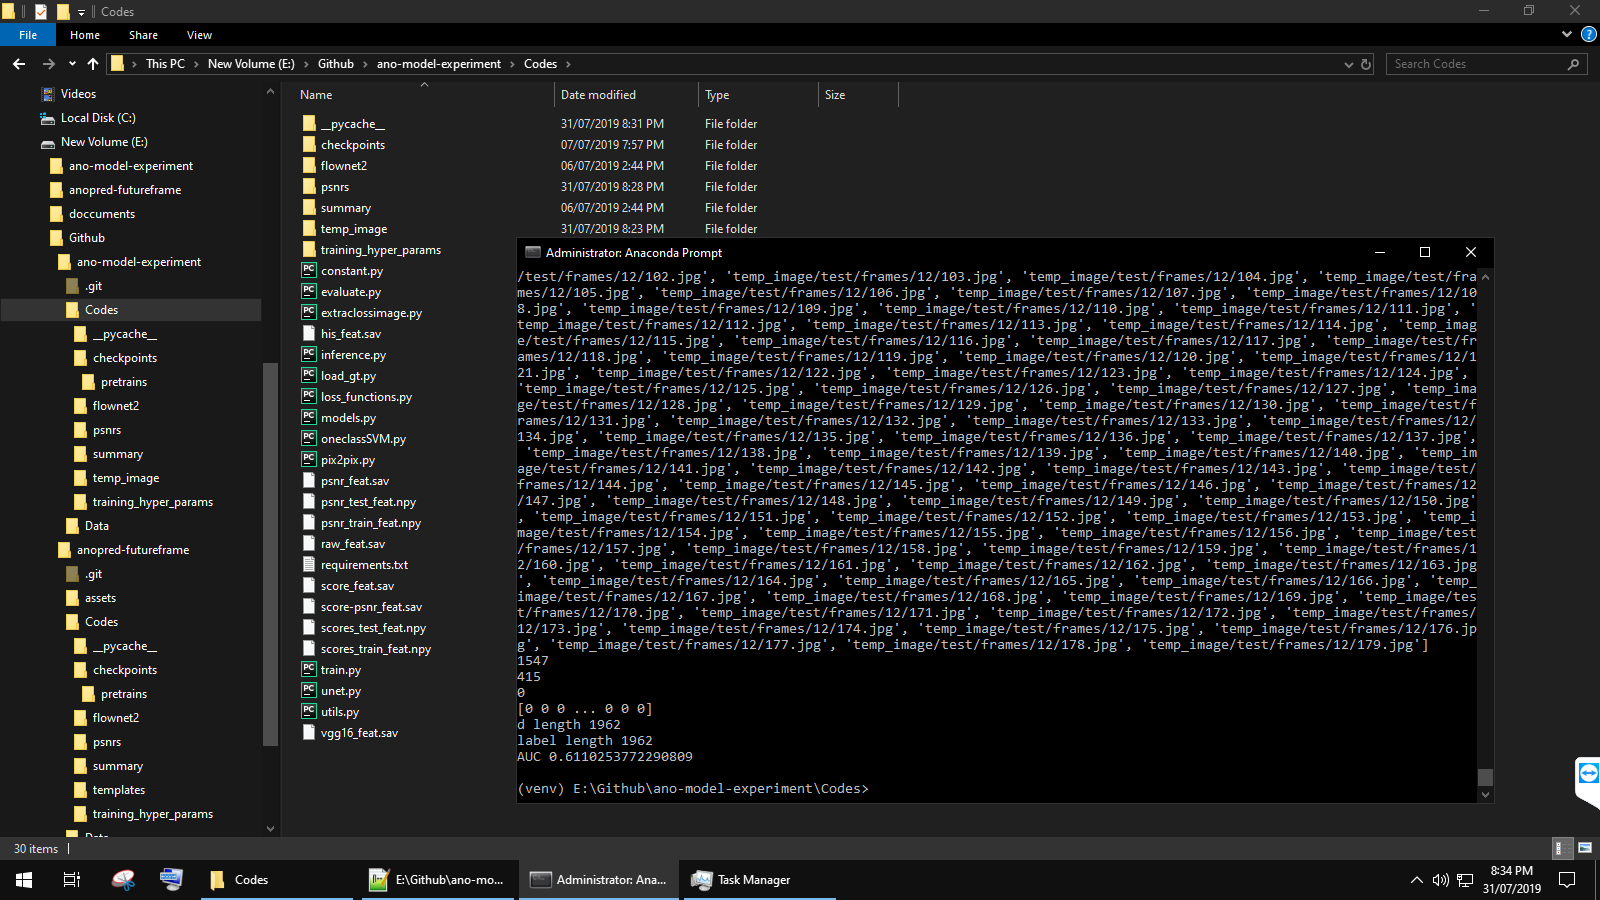 Codes
File Home Share View
This PC New Volume (E:) Github ano-model-experiment Codes
Search Codes
Videos
Local Disk (C:)
New Volume (E:)
ano-model-experiment
anopred-futureframe
doccuments
Github
ano-model-experiment
.git
Codes
__pycache__
checkpoints
pretrains
flownet2
psnrs
summary
temp_image
training_hyper_params
Data
anopred-futureframe
.git
assets
Codes
__pycache__
checkpoints
pretrains
flownet2
psnrs
summary
templates
training_hyper_params
Name Date modified Type Size
__pycache__ 31/07/2019 8:31 PM File folder
checkpoints 07/07/2019 7:57 PM File folder
flownet2 06/07/2019 2:44 PM File folder
psnrs 31/07/2019 8:28 PM File folder
summary 06/07/2019 2:44 PM File folder
temp_image 31/07/2019 8:23 PM File folder
training_hyper_params
constant.py
evaluate.py
extraclossimage.py
his_feat.sav
inference.py
load_gt.py
loss_functions.py
models.py
oneclassSVM.py
pix2pix.py
psnr_feat.sav
psnr_test_feat.npy
psnr_train_feat.npy
raw_feat.sav
requirements.txt
score_feat.sav
score-psnr_feat.sav
scores_test_feat.npy
scores_train_feat.npy
train.py
unet.py
utils.py
vgg16_feat.sav
Administrator: Anaconda Prompt
/test/frames/12/102.jpg', 'temp_image/test/frames/12/103.jpg', 'temp_image/test/frames/12/104.jpg', 'temp_image/test/fra
mes/12/105.jpg', 'temp_image/test/frames/12/106.jpg', 'temp_image/test/frames/12/107.jpg', 'temp_image/test/frames/12/10
8.jpg', 'temp_image/test/frames/12/109.jpg', 'temp_image/test/frames/12/110.jpg', 'temp_image/test/frames/12/111.jpg', '
temp_image/test/frames/12/112.jpg', 'temp_image/test/frames/12/113.jpg', 'temp_image/test/frames/12/114.jpg', 'temp_imag
e/test/frames/12/115.jpg', 'temp_image/test/frames/12/116.jpg', 'temp_image/test/frames/12/117.jpg', 'temp_image/test/fr
ames/12/118.jpg', 'temp_image/test/frames/12/119.jpg', 'temp_image/test/frames/12/120.jpg', 'temp_image/test/frames/12/1
21.jpg', 'temp_image/test/frames/12/122.jpg', 'temp_image/test/frames/12/123.jpg', 'temp_image/test/frames/12/124.jpg',
'temp_image/test/frames/12/125.jpg', 'temp_image/test/frames/12/126.jpg', 'temp_image/test/frames/12/127.jpg', 'temp_ima
ge/test/frames/12/128.jpg', 'temp_image/test/frames/12/129.jpg', 'temp_image/test/frames/12/130.jpg', 'temp_image/test/f
rames/12/131.jpg', 'temp_image/test/frames/12/132.jpg', 'temp_image/test/frames/12/133.jpg', 'temp_image/test/frames/12/
134.jpg', 'temp_image/test/frames/12/135.jpg', 'temp_image/test/frames/12/136.jpg', 'temp_image/test/frames/12/137.jpg',
 'temp_image/test/frames/12/138.jpg', 'temp_image/test/frames/12/139.jpg', 'temp_image/test/frames/12/140.jpg', 'temp_im
age/test/frames/12/141.jpg', 'temp_image/test/frames/12/142.jpg', 'temp_image/test/frames/12/143.jpg', 'temp_image/test/
frames/12/144.jpg', 'temp_image/test/frames/12/145.jpg', 'temp_image/test/frames/12/146.jpg', 'temp_image/test/frames/12
/147.jpg', 'temp_image/test/frames/12/148.jpg', 'temp_image/test/frames/12/149.jpg', 'temp_image/test/frames/12/150.jpg'
, 'temp_image/test/frames/12/151.jpg', 'temp_image/test/frames/12/152.jpg', 'temp_image/test/frames/12/153.jpg', 'temp_i
mage/test/frames/12/154.jpg', 'temp_image/test/frames/12/155.jpg', 'temp_image/test/frames/12/156.jpg', 'temp_image/test
/frames/12/157.jpg', 'temp_image/test/frames/12/158.jpg', 'temp_image/test/frames/12/159.jpg', 'temp_image/test/frames/1
2/160.jpg', 'temp_image/test/frames/12/161.jpg', 'temp_image/test/frames/12/162.jpg', 'temp_image/test/frames/12/163.jpg
', 'temp_image/test/frames/12/164.jpg', 'temp_image/test/frames/12/165.jpg', 'temp_image/test/frames/12/166.jpg', 'temp_
image/test/frames/12/167.jpg', 'temp_image/test/frames/12/168.jpg', 'temp_image/test/frames/12/169.jpg', 'temp_image/tes
t/frames/12/170.jpg', 'temp_image/test/frames/12/171.jpg', 'temp_image/test/frames/12/172.jpg', 'temp_image/test/frames/
12/173.jpg', 'temp_image/test/frames/12/174.jpg', 'temp_image/test/frames/12/175.jpg', 'temp_image/test/frames/12/176.jp
g', 'temp_image/test/frames/12/177.jpg', 'temp_image/test/frames/12/178.jpg', 'temp_image/test/frames/12/179.jpg']
1547
415
0
[0 0 0 ... 0 0 0]
d length 1962
label length 1962
AUC 0.6110253772290809
(venv) E:\Github\ano-model-experiment\Codes>
30 items
Codes
E:\Github\ano-mo...
Administrator: Ana...
Task Manager
8:34 PM
31/07/2019